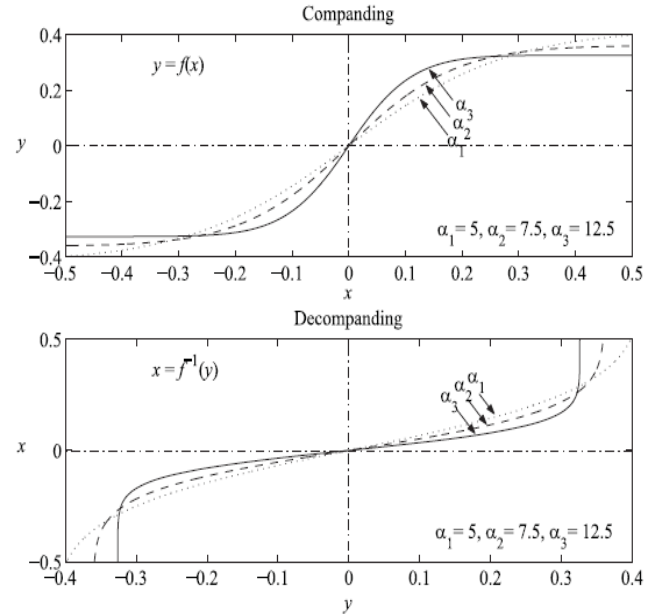 Companding
0.4
0.2
0
−0.2
−0.4
y
y = f(x)
α3
α2
α1
α1= 5, α2= 7.5, α3= 12.5
−0.5 −0.4 −0.3 −0.2 −0.1 0 0.1 0.2 0.3 0.4 0.5
x
Decompanding
0.5
0
−0.5
x
x = f−1(y)
α1
α2
α3
α1= 5, α2= 7.5, α3= 12.5
−0.4 −0.3 −0.2 −0.1 0 0.1 0.2 0.3 0.4
y